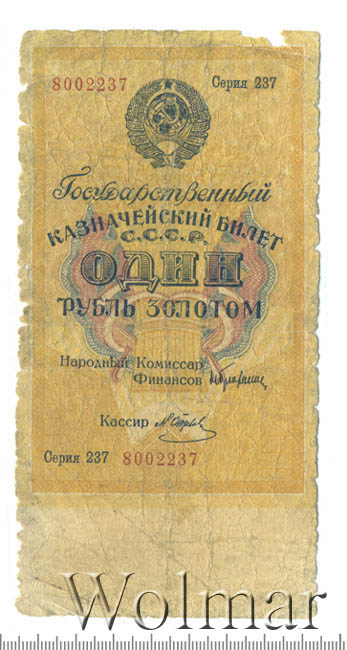 8002237 Серия 237
Государственный
КАЗНАЧЕЙСКИЙ БИЛЕТ
С.С.С.Р.
ОДИН
РУБЛЬ ЗОЛОТОМ
Народный Комиссар
Финансов
Кассир
Серия 237 8002237
Wolmar